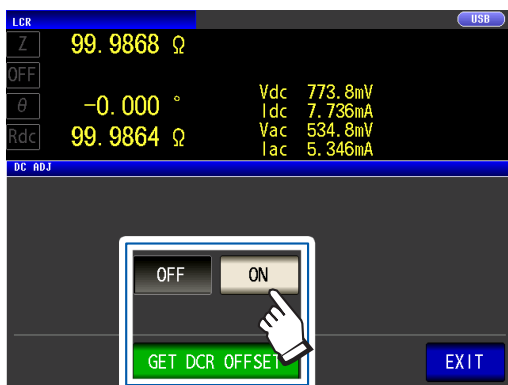 LCR USB
Z 99.9868 Ω
OFF
θ -0.000 ° Vdc 773.8mV
Idc 7.736mA
Rdc 99.9864 Ω Vac 534.8mV
Iac 5.346mA
DC ADJ
OFF ON
GET DCR OFFSET EXIT